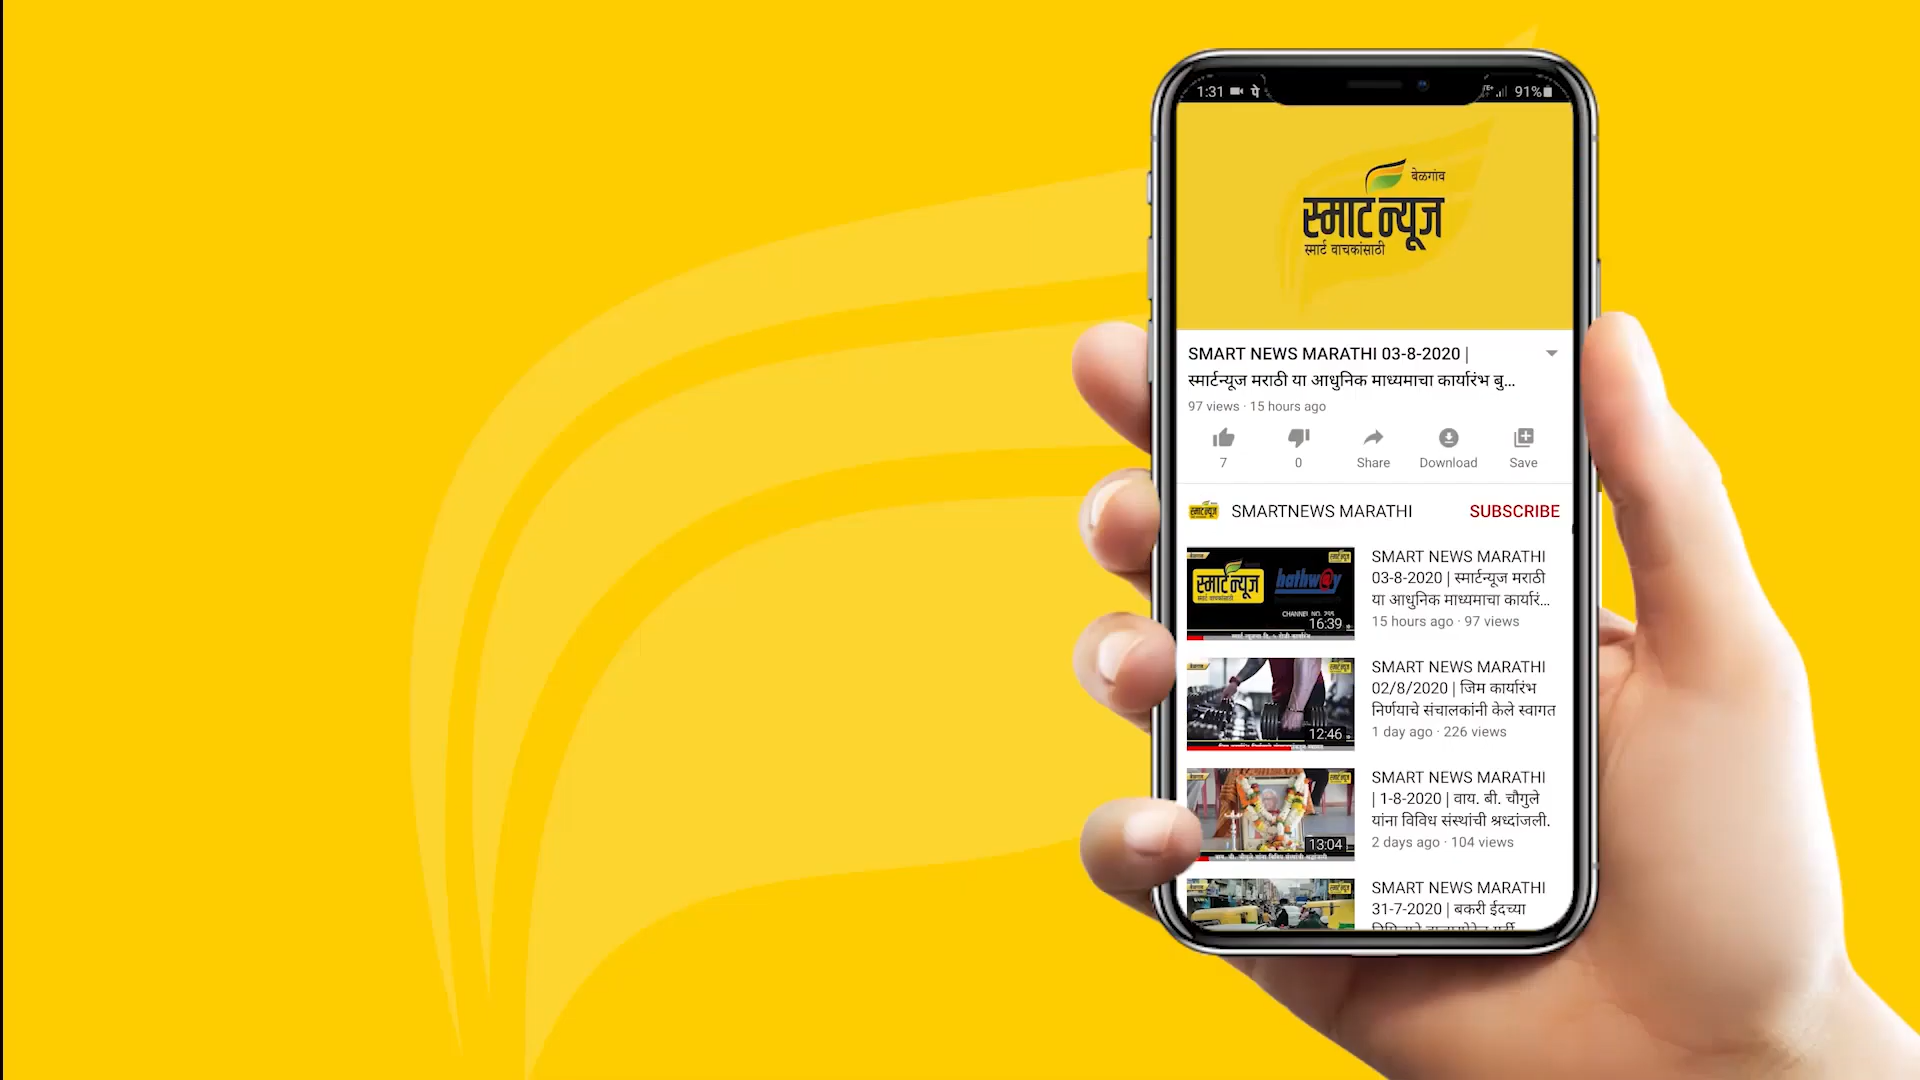 1:31
91%
बेळगांव
स्मार्ट न्यूज
स्मार्ट वाचकांसाठी
SMART NEWS MARATHI 03-8-2020 |
स्मार्टन्यूज मराठी या आधुनिक माध्यमाचा कार्यारंभ बु...
97 views · 15 hours ago
7
0
Share
Download
Save
SMARTNEWS MARATHI
SUBSCRIBE
स्मार्ट न्यूज
hathway
CHANNEL NO. 295
16:39
SMART NEWS MARATHI
03-8-2020 | स्मार्टन्यूज मराठी
या आधुनिक माध्यमाचा कार्यारं...
15 hours ago · 97 views
12:46
SMART NEWS MARATHI
02/8/2020 | जिम कार्यारंभ
निर्णयाचे संचालकांनी केले स्वागत
1 day ago · 226 views
13:04
SMART NEWS MARATHI
| 1-8-2020 | वाय. बी. चौगुले
यांना विविध संस्थांची श्रध्दांजली.
2 days ago · 104 views
SMART NEWS MARATHI
31-7-2020 | बकरी ईदच्या